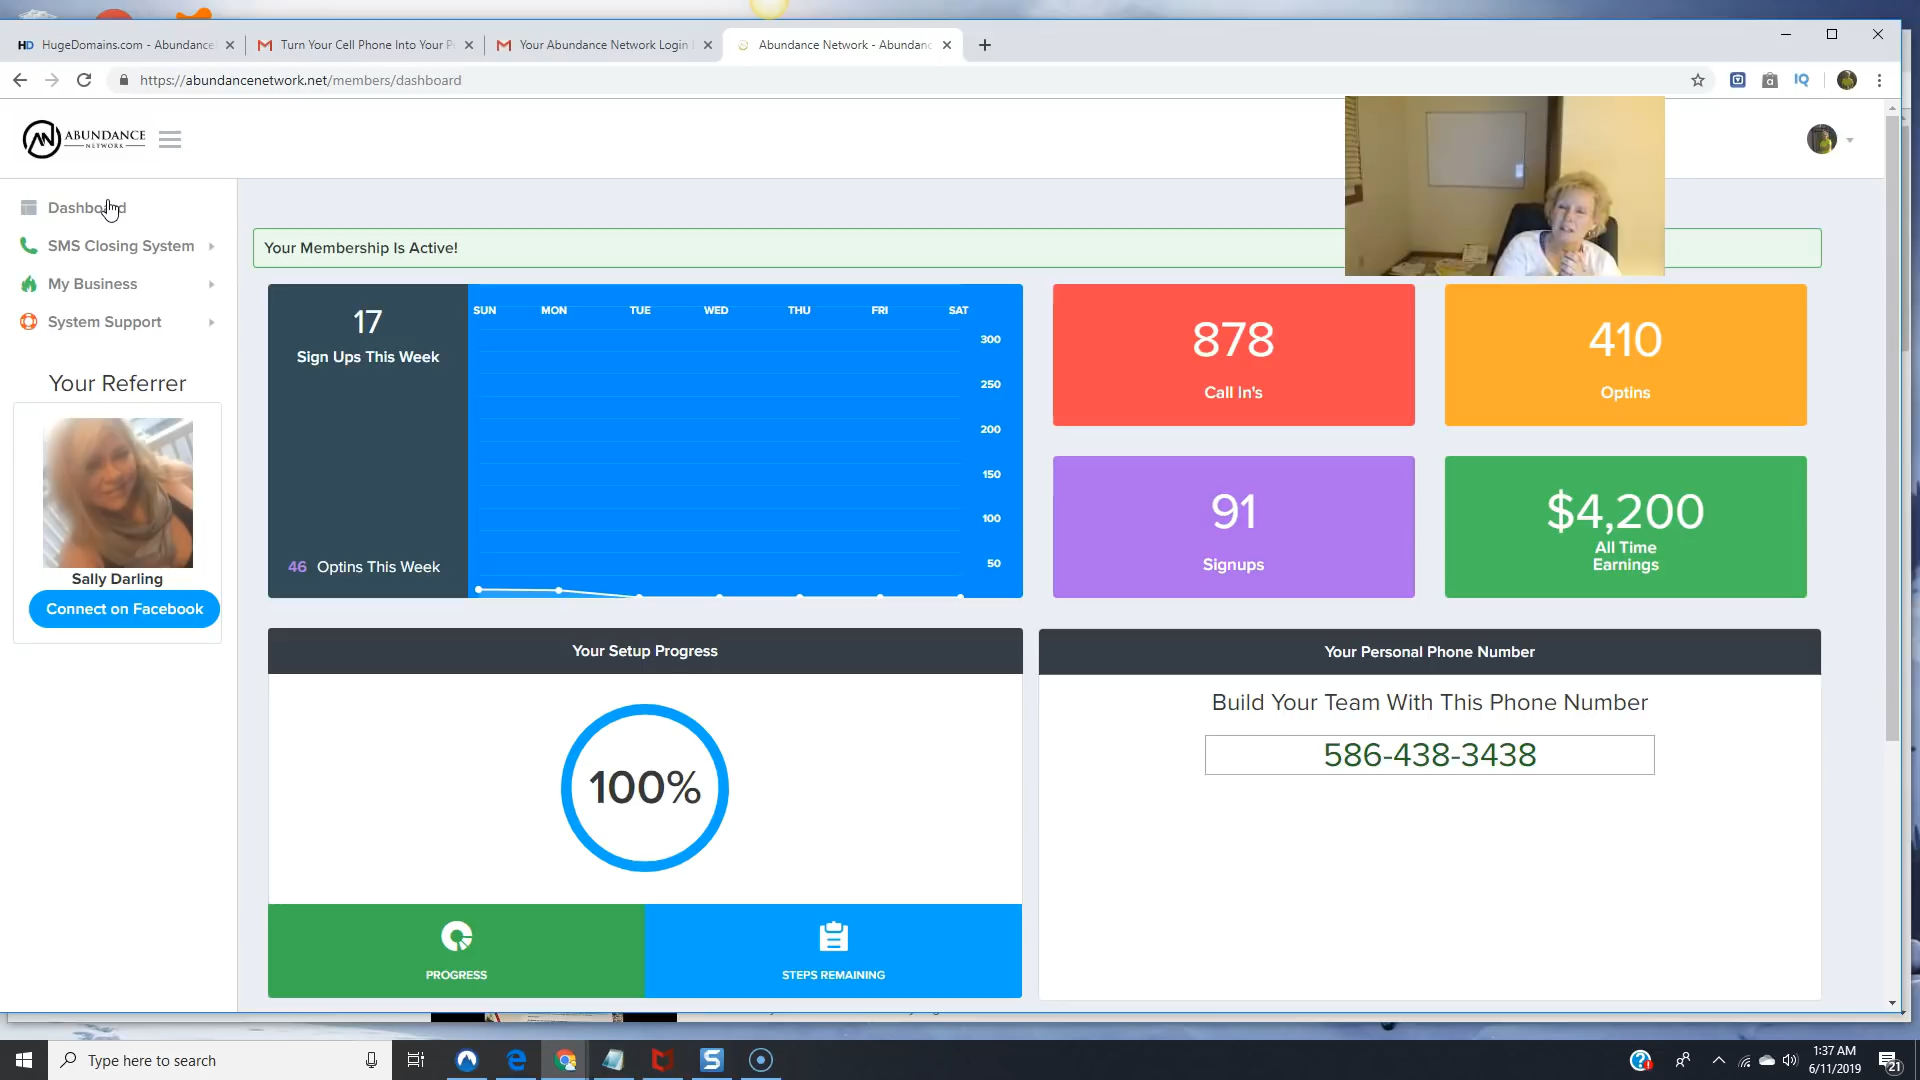 HD HugeDomains.com - Abundance
Turn Your Cell Phone Into Your P
Your Abundance Network Login
Abundance Network - Abundanc
https://abundancenetwork.net/members/dashboard
ABUNDANCE
NETWORK
Dashboard
SMS Closing System
My Business
System Support
Your Referrer
Sally Darling
Connect on Facebook
Your Membership Is Active!
17
Sign Ups This Week
46 Optins This Week
SUN MON TUE WED THU FRI SAT
300
250
200
150
100
50
878
Call In's
410
Optins
91
Signups
$4,200
All Time
Earnings
Your Setup Progress
100%
PROGRESS
STEPS REMAINING
Your Personal Phone Number
Build Your Team With This Phone Number
586-438-3438
Type here to search
1:37 AM
6/11/2019
21